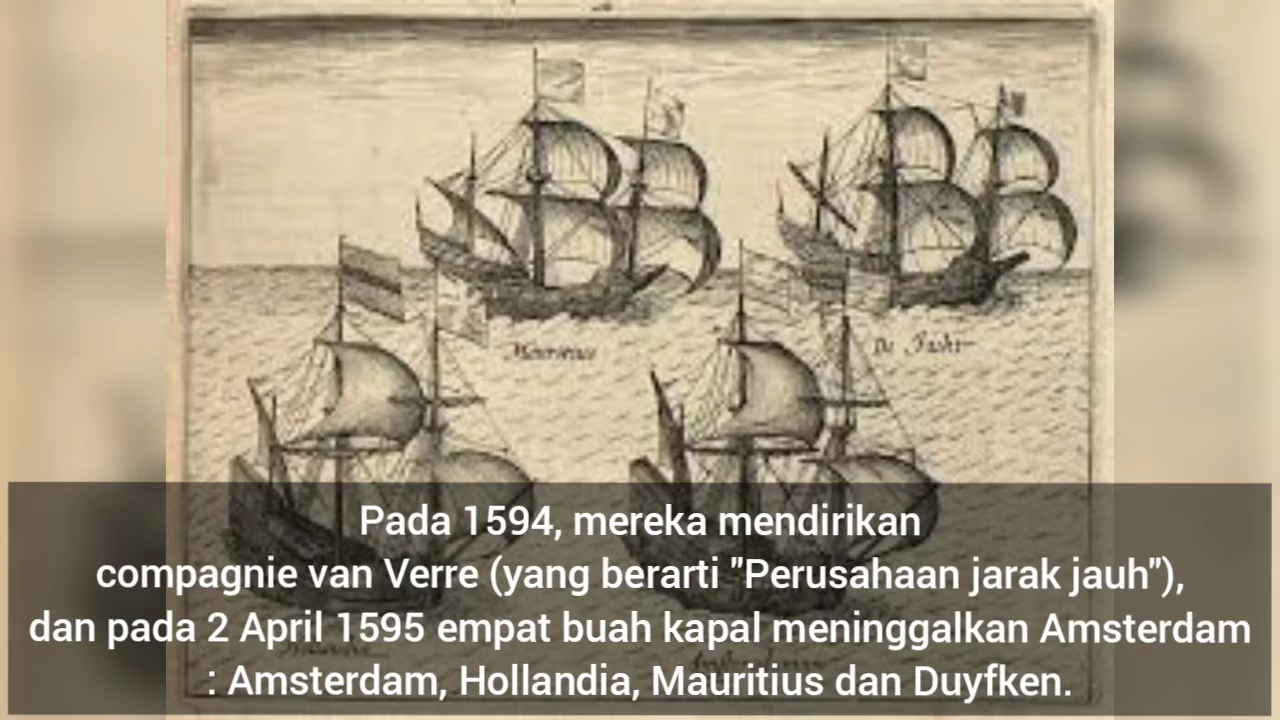 Mauritius
Pada 1594, mereka mendirikan
compagnie van Verre (yang berarti "Perusahaan jarak jauh"),
dan pada 2 April 1595 empat buah kapal meninggalkan Amsterdam
: Amsterdam, Hollandia, Mauritius dan Duyfken.